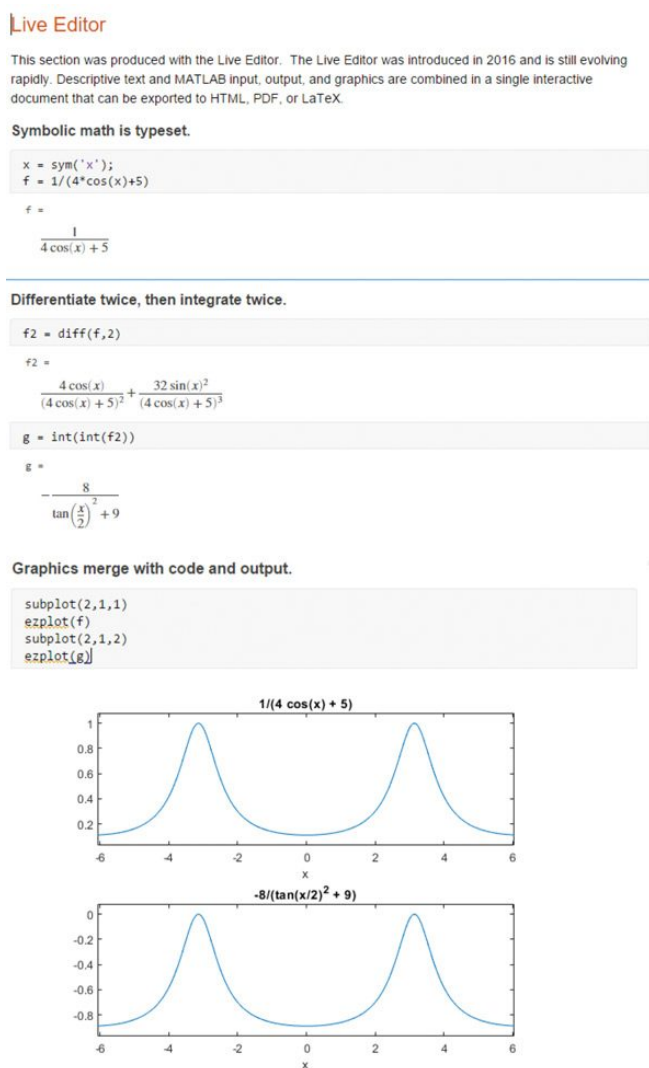 Live Editor
This section was produced with the Live Editor. The Live Editor was introduced in 2016 and is still evolving
rapidly. Descriptive text and MATLAB input, output, and graphics are combined in a single interactive
document that can be exported to HTML, PDF, or LaTeX.
Symbolic math is typeset.
x = sym('x');
f = 1/(4*cos(x)+5)
f =
1
4 cos(x) + 5
Differentiate twice, then integrate twice.
f2 = diff(f,2)
f2 =
4 cos(x) 32 sin(x)²
+
(4 cos(x) + 5)² (4 cos(x) + 5)³
g = int(int(f2))
g =
- 8
tan(x/2)² + 9
Graphics merge with code and output.
subplot(2,1,1)
ezplot(f)
subplot(2,1,2)
ezplot(g)
1/(4 cos(x) + 5)
1
0.8
0.6
0.4
0.2
-6 -4 -2 0 2 4 6
x
-8/(tan(x/2)² + 9)
0
-0.2
-0.4
-0.6
-0.8
-6 -4 -2 0 2 4 6
x